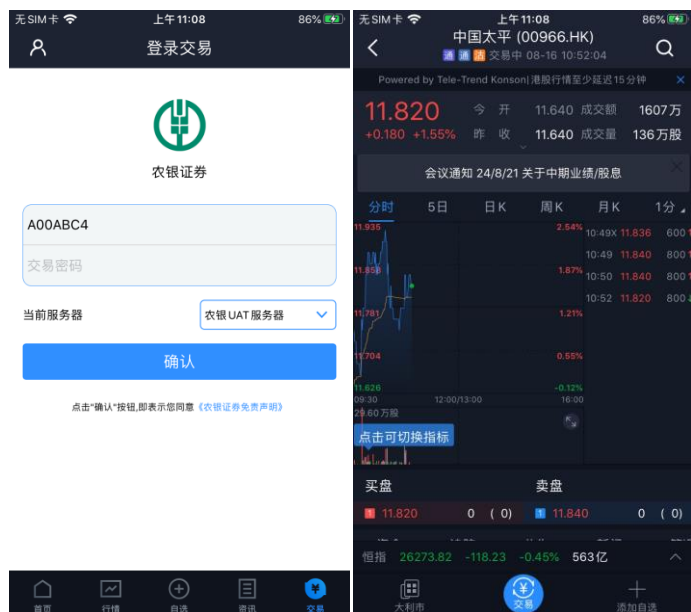 无SIM卡 上午11:08 86%
登录交易
农银证券
A00ABC4
交易密码
当前服务器 农银UAT服务器
确认
点击“确认”按钮,即表示您同意《农银证券免责声明》
首页 行情 自选 资讯 交易
无SIM卡 上午11:08 86%
中国太平 (00966.HK)
通 通 沽 交易中 08-16 10:52:04
Powered by Tele-Trend Konson|港股行情至少延迟15分钟 ×
11.820 今开 11.640 成交额 1607万
+0.180 +1.55% 昨收 11.640 成交量 136万股
会议通知 24/8/21 关于中期业绩/股息
分时 5日 日K 周K 月K 1分
11.935 2.54%
10:49X 11.836 600
10:49 11.840 800
11.858 1.87%
10:50 11.840 800
10:52 11.820 800
11.781 1.21%
11.704 0.55%
11.626 -0.12%
09:30 12:00/13:00 16:00
29.60万股
点击可切换指标
买盘 卖盘
1 11.820 0 ( 0) 1 11.840 0 ( 0)
恒指 26273.82 -118.23 -0.45% 563亿
大利市 交易 添加自选